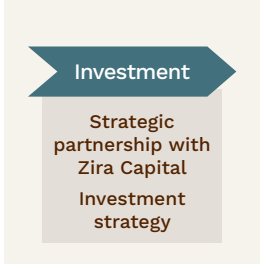 Investment
Strategic
partnership with
Zira Capital
Investment
strategy